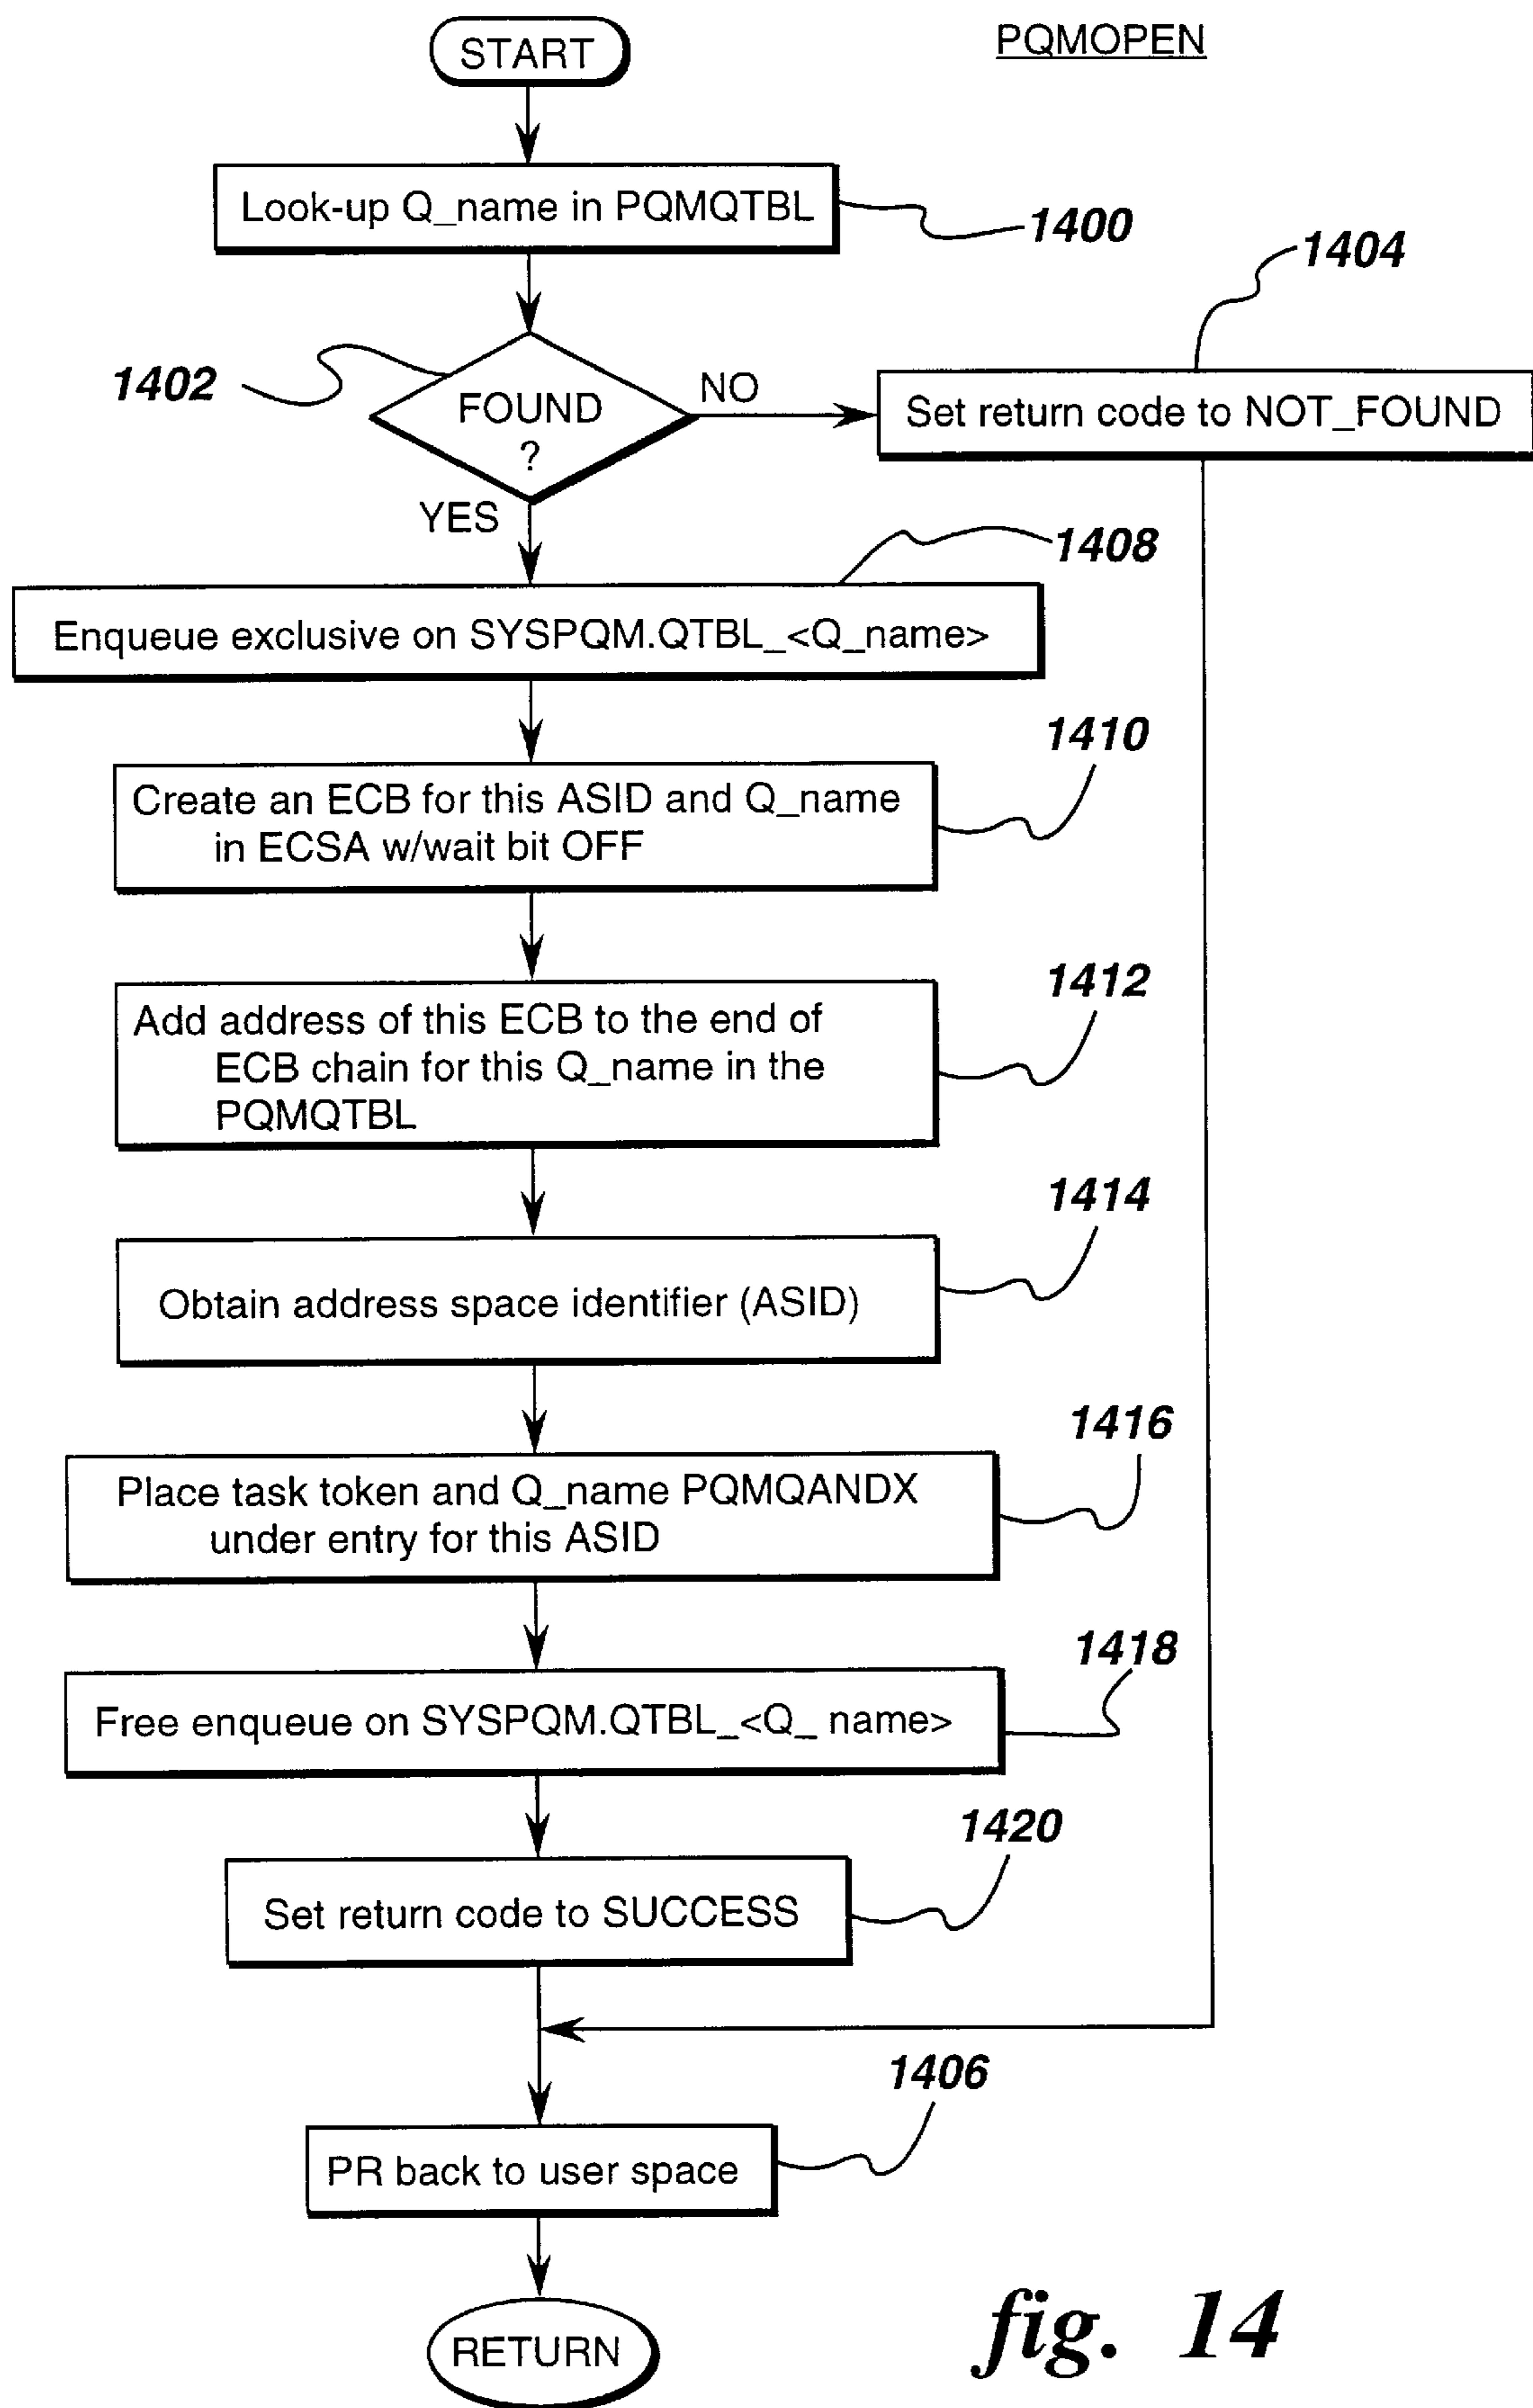 START
PQMOPEN
Look-up Q_name in PQMQTBL
1400
1404
1402
FOUND
?
NO
Set return code to NOT_FOUND
YES
1408
Enqueue exclusive on SYSPQM.QTBL_<Q_name>
1410
Create an ECB for this ASID and Q_name
in ECSA w/wait bit OFF
1412
Add address of this ECB to the end of
ECB chain for this Q_name in the
PQMQTBL
1414
Obtain address space identifier (ASID)
1416
Place task token and Q_name PQMQANDX
under entry for this ASID
1418
Free enqueue on SYSPQM.QTBL_<Q_ name>
1420
Set return code to SUCCESS
1406
PR back to user space
RETURN
fig. 14